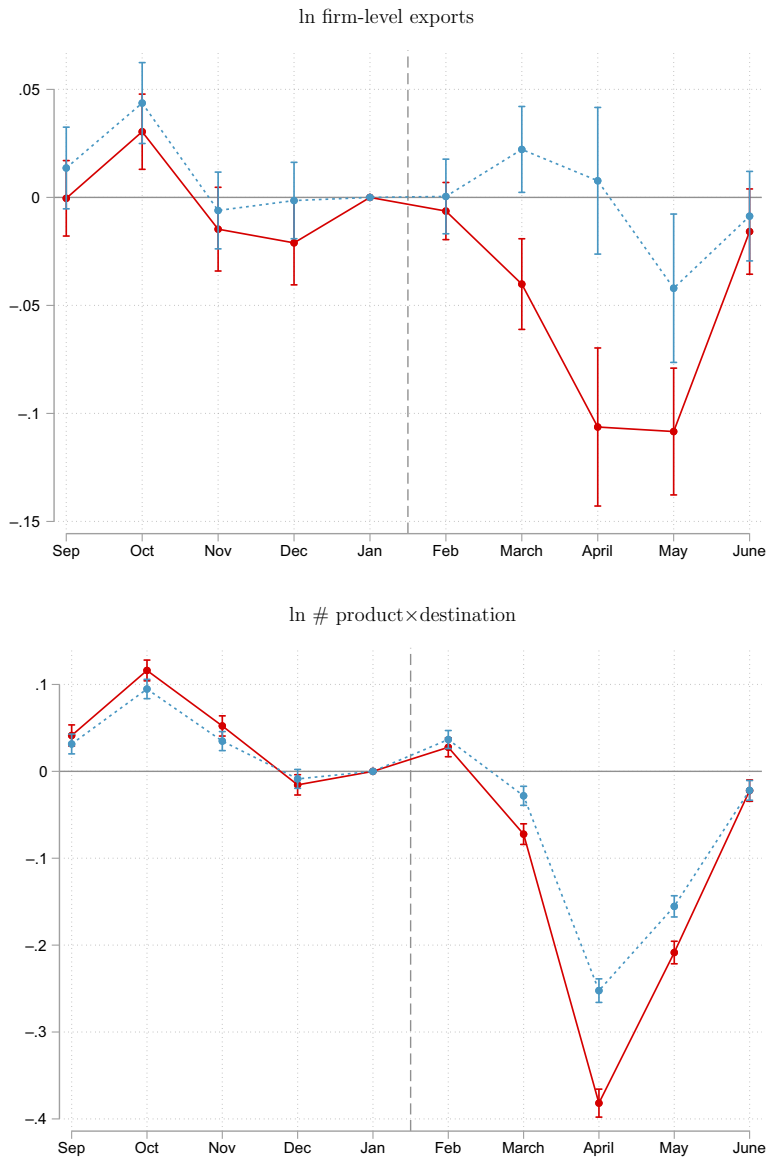 ln firm-level exports
.05
0
−.05
−.1
−.15
Sep Oct Nov Dec Jan Feb March April May June
ln # product×destination
.1
0
−.1
−.2
−.3
−.4
Sep Oct Nov Dec Jan Feb March April May June